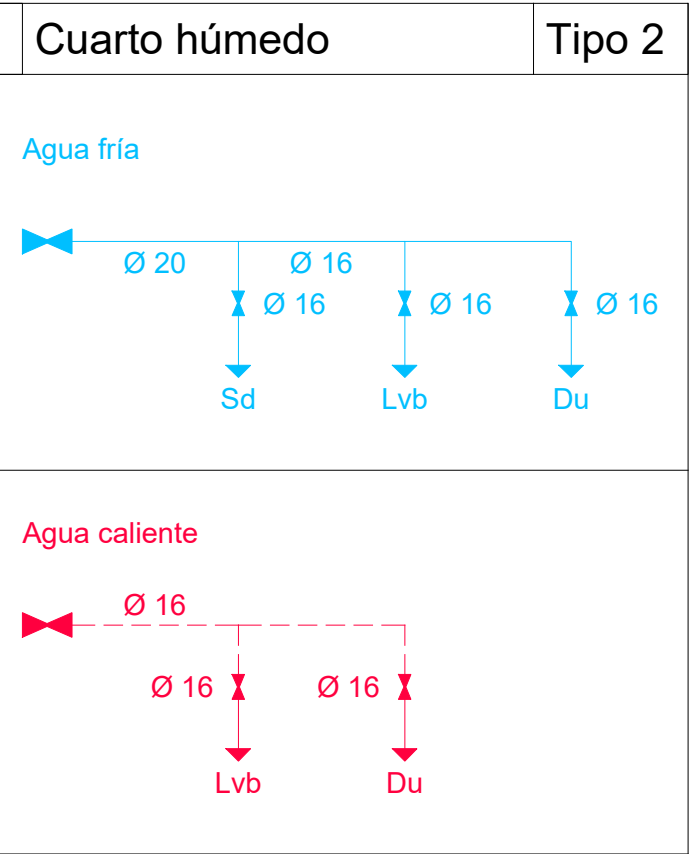 Cuarto húmedo Tipo 2
Agua fría
Ø 20 Ø 16
Ø 16 Ø 16 Ø 16
Sd Lvb Du
Agua caliente
Ø 16
Ø 16 Ø 16
Lvb Du